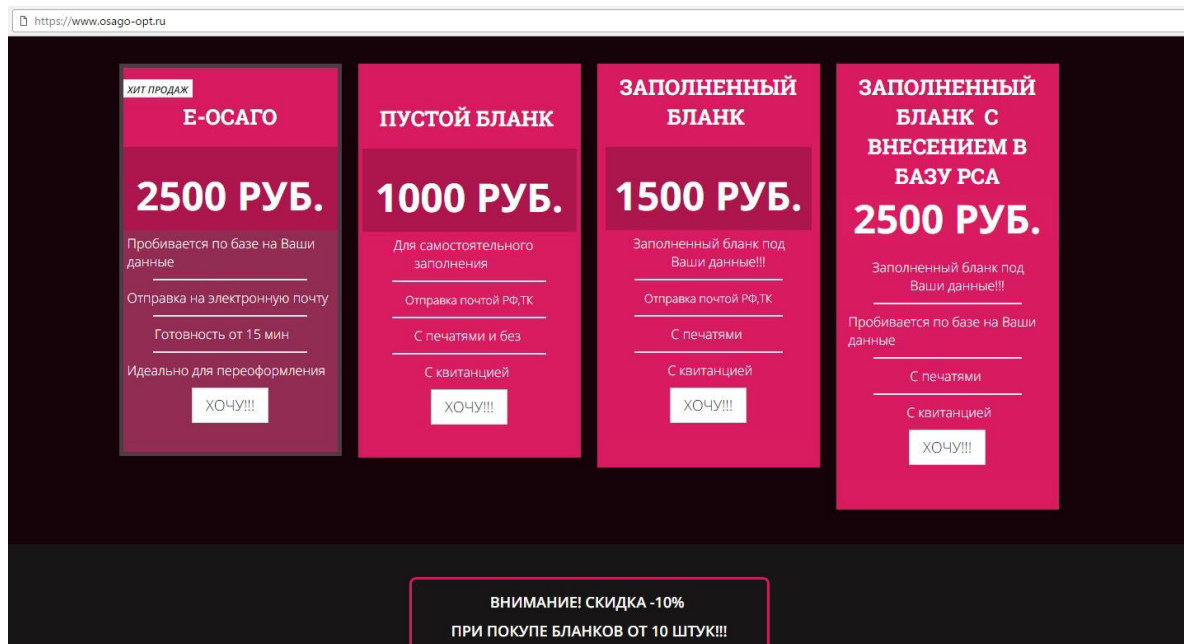 https://www.osago-opt.ru
ХИТ ПРОДАЖ
Е-ОСАГО
2500 РУБ.
Пробивается по базе на Ваши
данные
Отправка на электронную почту
Готовность от 15 мин
Идеально для переоформления
ХОЧУ!!!
ПУСТОЙ БЛАНК
1000 РУБ.
Для самостоятельного
заполнения
Отпрвка почтой РФ,ТК
С печатями и без
С квитанцией
ХОЧУ!!!
ЗАПОЛНЕННЫЙ
БЛАНК
1500 РУБ.
Заполненный бланк под
Ваши данные!!!
Отпрвка почтой РФ,ТК
С печатями
С квитанцией
ХОЧУ!!!
ЗАПОЛНЕННЫЙ
БЛАНК С
ВНЕСЕНИЕМ В
БАЗУ РСА
2500 РУБ.
Заполненный бланк под
Ваши данные!!!
Пробивается по базе на Ваши
данные
С печатями
С квитанцией
ХОЧУ!!!
ВНИМАНИЕ! СКИДКА -10%
ПРИ ПОКУПЕ БЛАНКОВ ОТ 10 ШТУК!!!